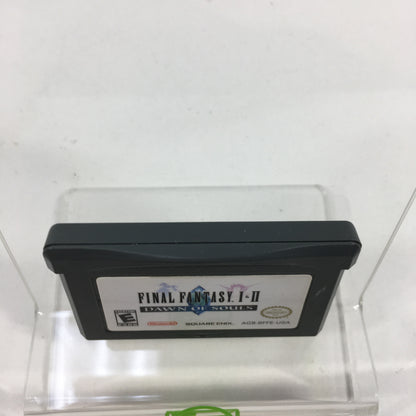 FINAL FANTASY I·II
DAWN OF SOULS
E
Nintendo
SQUARE ENIX
AGB-BFFE-USA